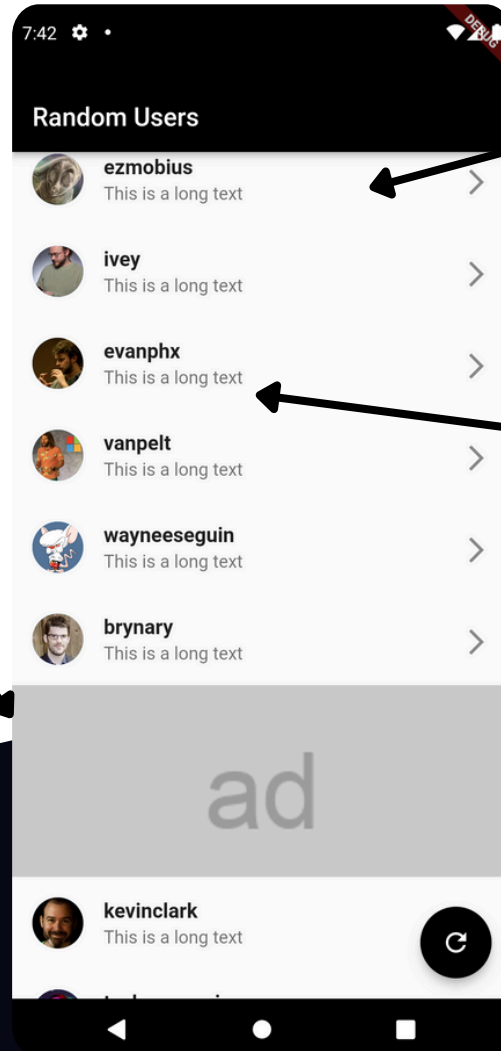 7:42
DEBUG
Random Users
ezmobius
This is a long text
ivey
This is a long text
evanphx
This is a long text
vanpelt
This is a long text
wayneeseguin
This is a long text
brynary
This is a long text
ad
kevinclark
This is a long text